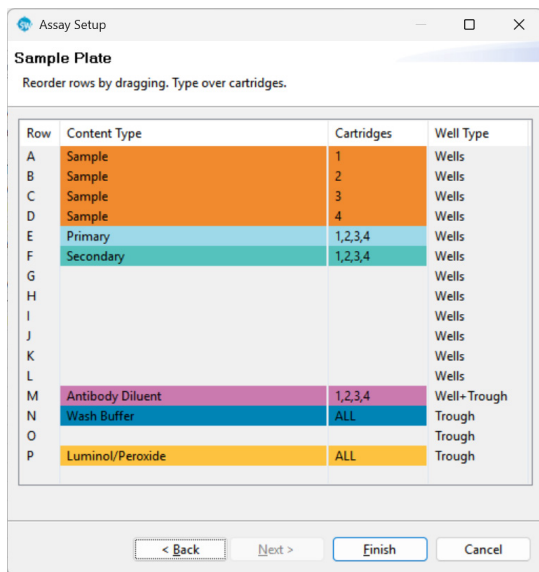 SW Assay Setup
Sample Plate
Reorder rows by dragging. Type over cartridges.
Row Content Type Cartridges Well Type
A Sample 1 Wells
B Sample 2 Wells
C Sample 3 Wells
D Sample 4 Wells
E Primary 1,2,3,4 Wells
F Secondary 1,2,3,4 Wells
G Wells
H Wells
I Wells
J Wells
K Wells
L Wells
M Antibody Diluent 1,2,3,4 Well+Trough
N Wash Buffer ALL Trough
O Trough
P Luminol/Peroxide ALL Trough
< Back Next > Finish Cancel